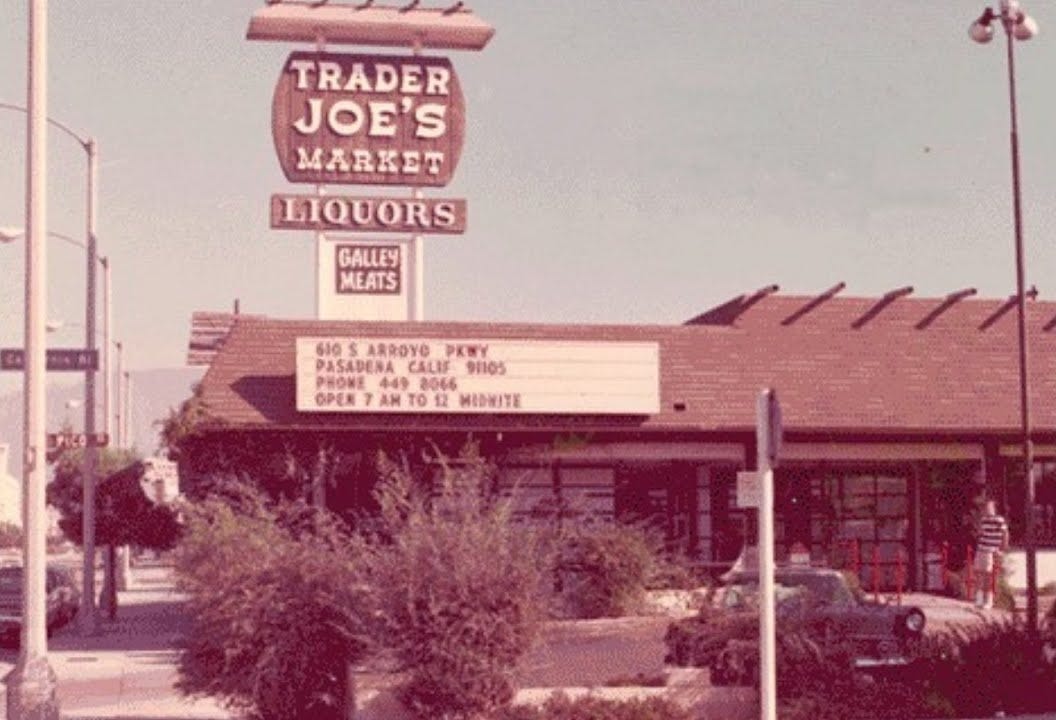 TRADER
JOE'S
MARKET
LIQUORS
GALLEY
MEATS
610 S ARROYO PKWY
PASADENA CALIF 91105
PHONE 449 8066
OPEN 7 AM TO 12 MIDNITE